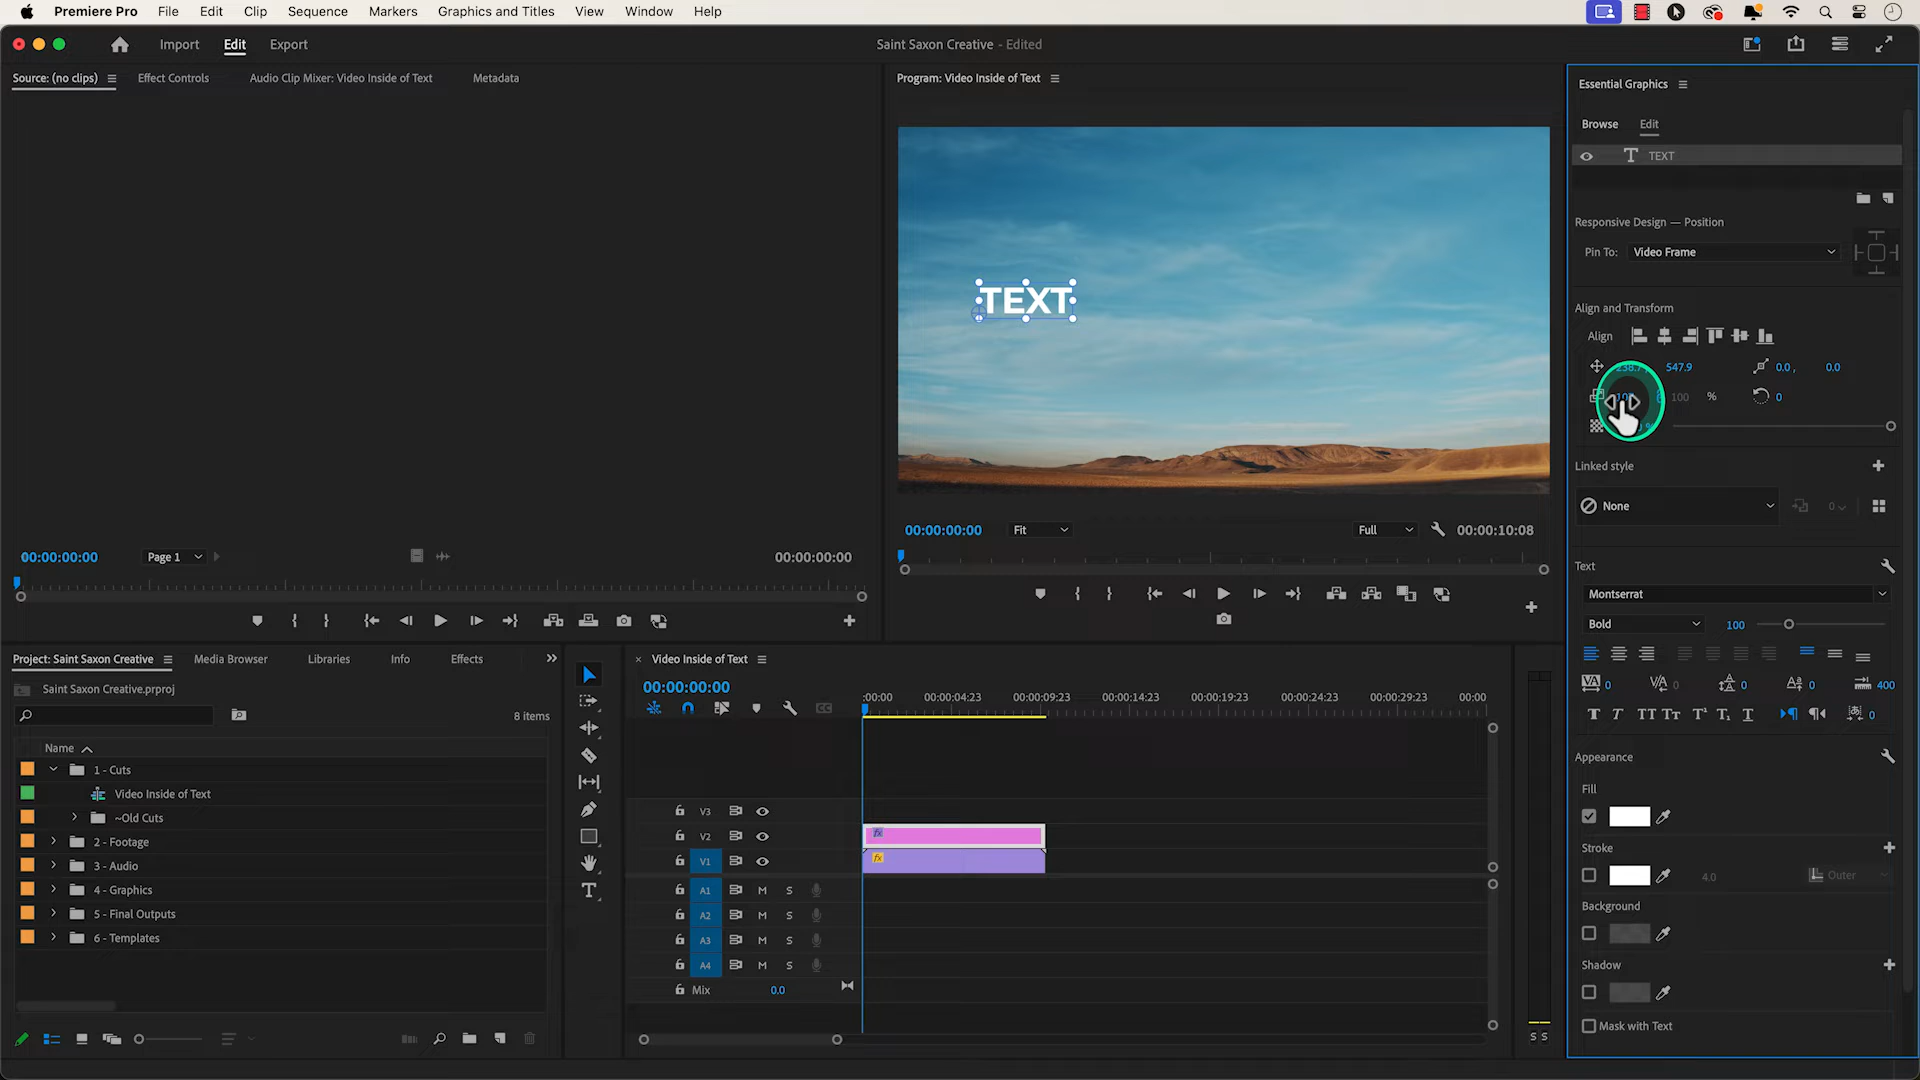 Premiere Pro File Edit Clip Sequence Markers Graphics and Titles View Window Help
Import Edit Export
Saint Saxon Creative - Edited
Source: (no clips) Effect Controls Audio Clip Mixer: Video Inside of Text Metadata
Program: Video Inside of Text
Essential Graphics
Browse Edit
T TEXT
Responsive Design — Position
Pin To: Video Frame
TEXT
Align and Transform
Align
547.9 0.0 , 0.0
100 % 0
Linked style
None 0
00:00:00:00 Fit Full 00:00:10:08
00:00:00:00 Page 1 00:00:00:00
Text
Montserrat
Bold 100
0 0 0 0 400
T T TT Tt T¹ T₁ T 0
Project: Saint Saxon Creative Media Browser Libraries Info Effects
Video Inside of Text
Saint Saxon Creative.prproj
00:00:00:00
8 items
:00:00 00:00:04:23 00:00:09:23 00:00:14:23 00:00:19:23 00:00:24:23 00:00:29:23 00:00
CC
Name
1 - Cuts
Video Inside of Text
~Old Cuts
2 - Footage
3 - Audio
4 - Graphics
5 - Final Outputs
6 - Templates
V3
V2 fx
V1 fx
A1 M S
A2 M S
A3 M S
A4 M S
Mix 0.0
T
S S
Appearance
Fill
Stroke
4.0 Outer
Background
Shadow
Mask with Text